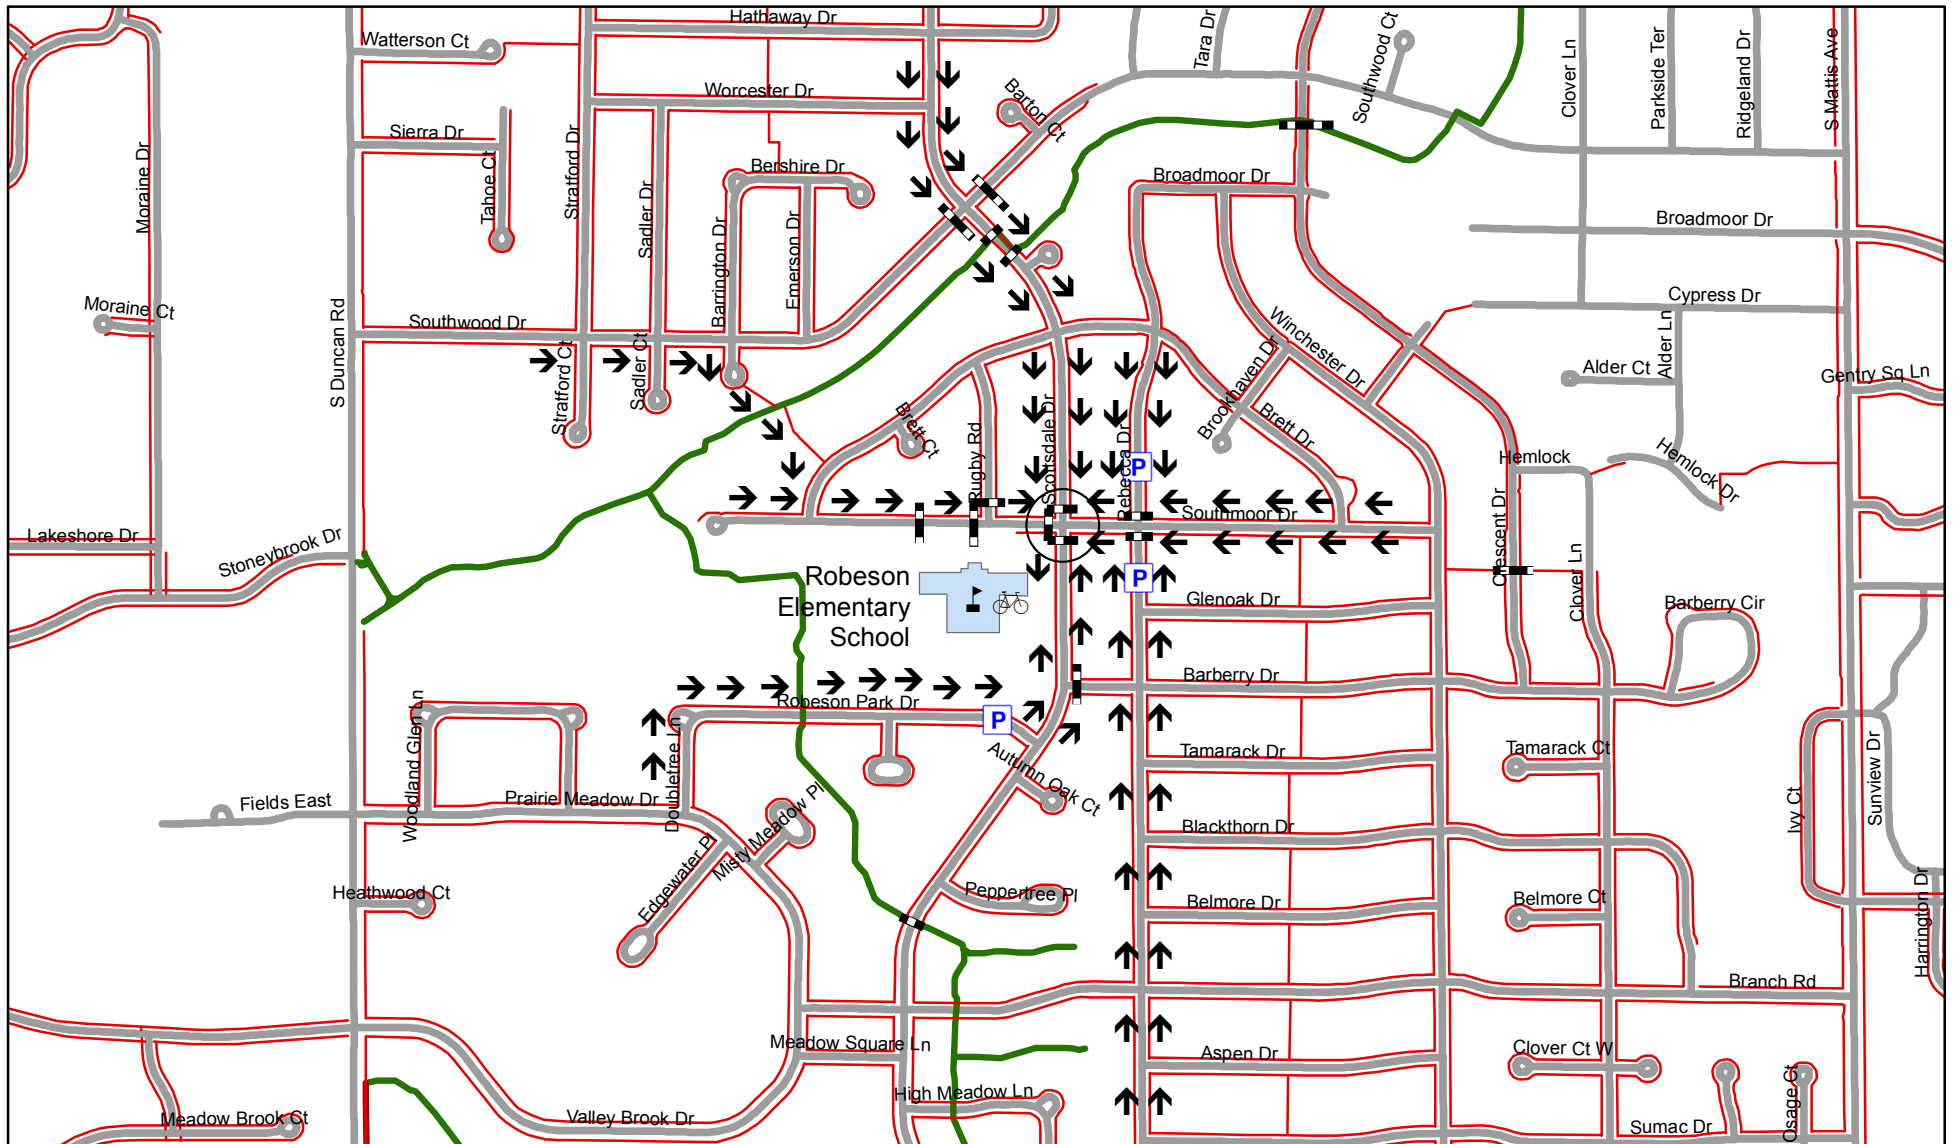 Hathaway Dr
Watterson Ct
Tara Dr
Southwood Ct
Clover Ln
Parkside Ter
Ridgeland Dr
S Mattis Ave
Worcester Dr
Barton Ct
Sierra Dr
Tahoe Ct
Moraine Dr
Stratford Dr
Sadler Dr
Bershire Dr
Barrington Dr
Emerson Dr
Broadmoor Dr
Broadmoor Dr
Moraine Ct
S Duncan Rd
Southwood Dr
Cypress Dr
Stratford Ct
Sadler Ct
Winchester Dr
Brookhaven Dr
Alder Ln
Alder Ct
Gentry Sq Ln
Brett Ct
Rugby Rd
Scottsdale Dr
Rebecca Dr
P
Brett Dr
Hemlock
Hemlock Dr
Southmoor Dr
Crescent Dr
Lakeshore Dr
Stoneybrook Dr
Robeson
Elementary
School
P
Glenoak Dr
Clover Ln
Barberry Cir
Barberry Dr
Robeson Park Dr
P
Woodland Glen Ln
Doubletree Ln
Autumn Oak Ct
Tamarack Dr
Tamarack Ct
Ivy Ct
Sunview Dr
Fields East
Prairie Meadow Dr
Misty Meadow Pl
Edgewater Pl
Blackthorn Dr
Heathwood Ct
Peppertree Pl
Belmore Dr
Belmore Ct
Harrington Dr
Branch Rd
Meadow Square Ln
Aspen Dr
Clover Ct W
High Meadow Ln
Osage Ct
Meadow Brook Ct
Valley Brook Dr
Sumac Dr